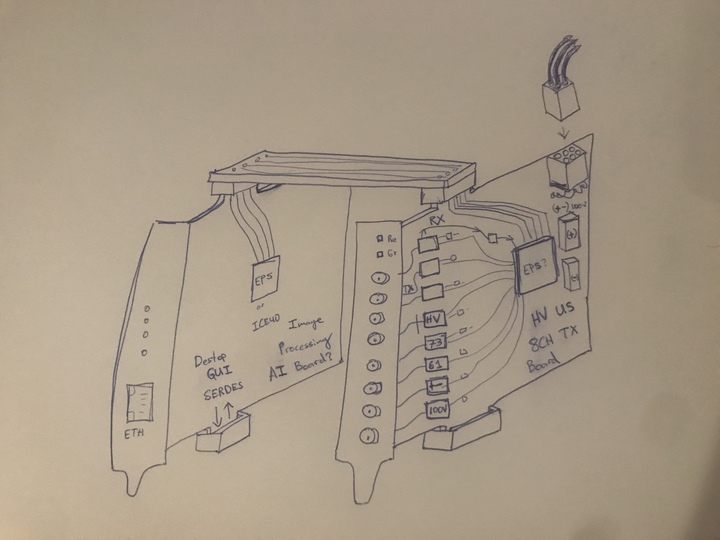 (+-) 100V
RX
Re
Gr
EP5
or
ICE40
EP5?
TX
Image
Processing
AI Board?
Destop
GUI
SERDES
ETH
HV
73
61
+-
100V
HV US
8CH TX
Board